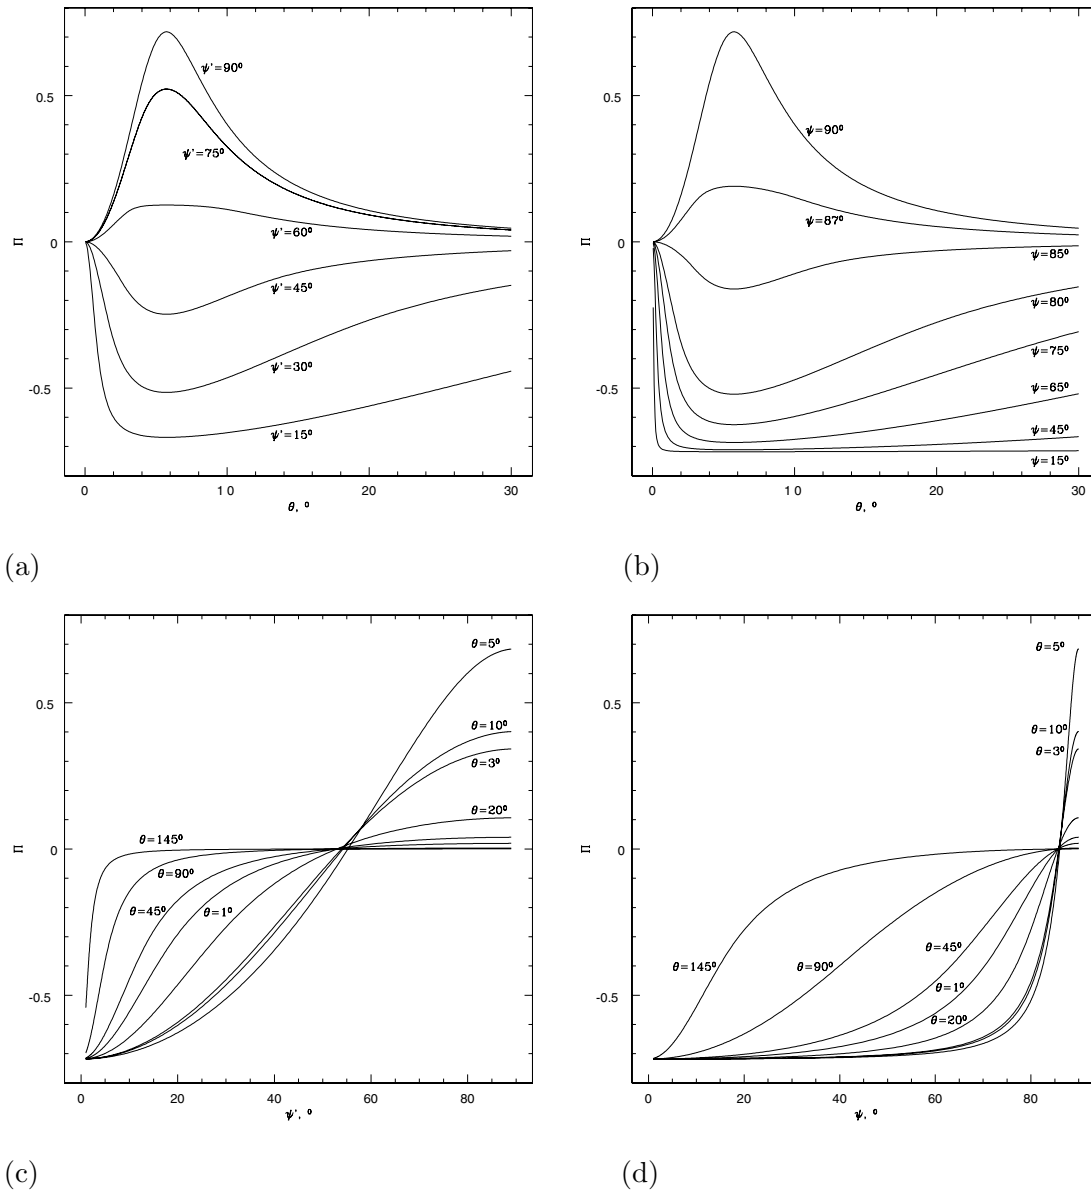 ψ'=90⁰
ψ'=75⁰
ψ'=60⁰
ψ'=45⁰
ψ'=30⁰
ψ'=15⁰
0.5
0
-0.5
Π
0 10 20 30
θ, ⁰
(a)
ψ=90⁰
ψ=87⁰
ψ=85⁰
ψ=80⁰
ψ=75⁰
ψ=65⁰
ψ=45⁰
ψ=15⁰
0.5
0
-0.5
Π
0 10 20 30
θ, ⁰
(b)
θ=5⁰
θ=10⁰
θ=3⁰
θ=20⁰
θ=145⁰
θ=90⁰
θ=45⁰
θ=1⁰
0.5
0
-0.5
Π
0 20 40 60 80
ψ', ⁰
(c)
θ=5⁰
θ=10⁰
θ=3⁰
θ=45⁰
θ=145⁰
θ=90⁰
θ=1⁰
θ=20⁰
0.5
0
-0.5
Π
0 20 40 60 80
ψ, ⁰
(d)